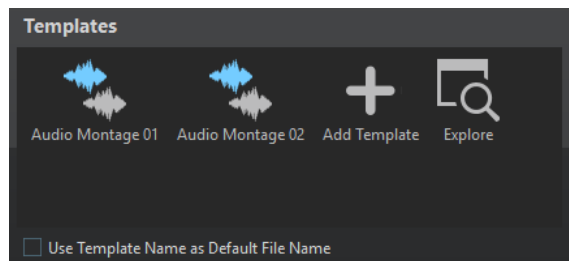 Templates
Audio Montage 01 Audio Montage 02 Add Template Explore
Use Template Name as Default File Name